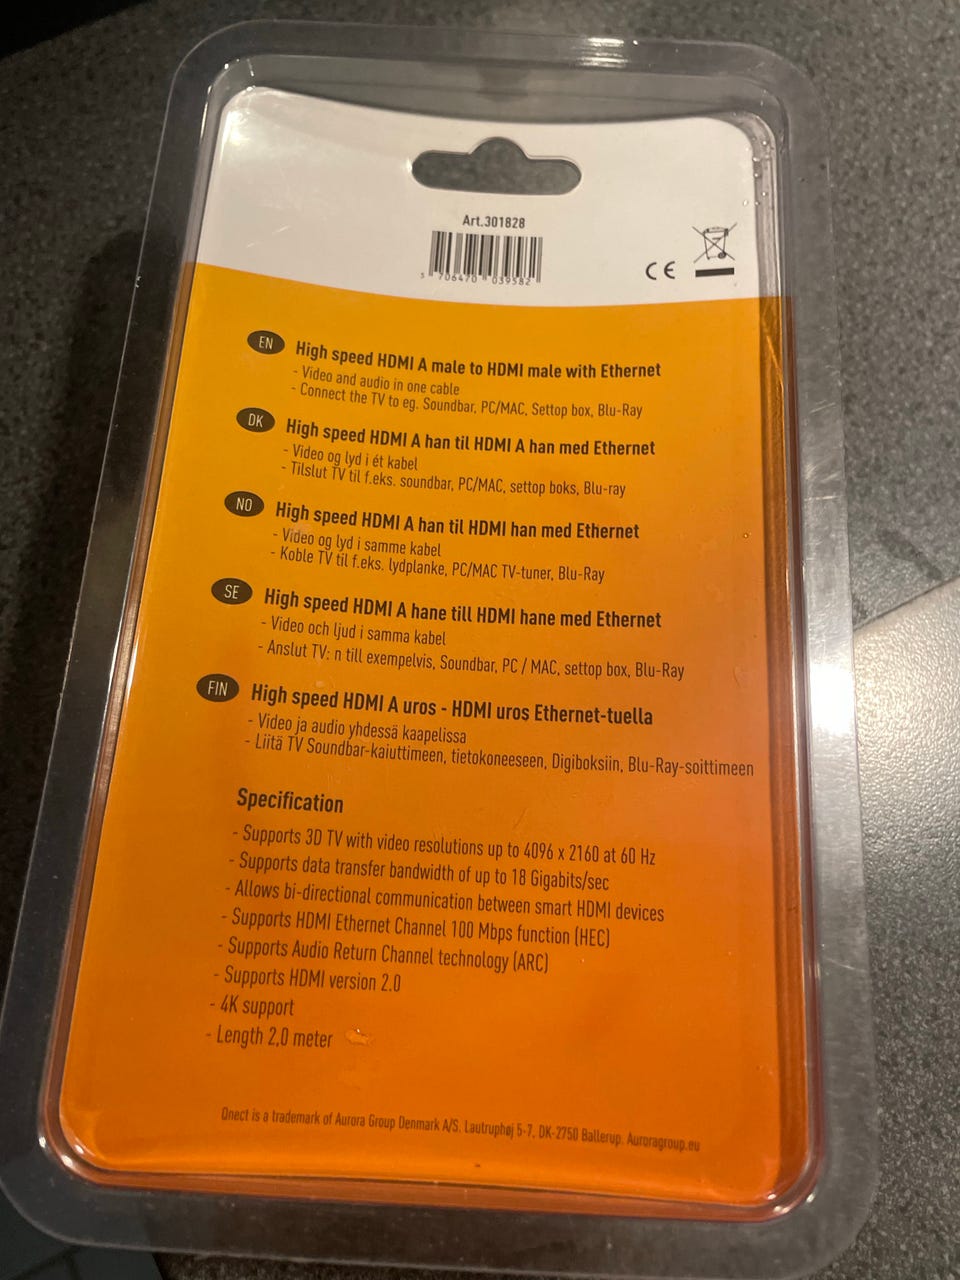 Art.301828
5 706470 039582
CE
EN
High speed HDMI A male to HDMI male with Ethernet
- Video and audio in one cable
- Connect the TV to eg. Soundbar, PC/MAC, Settop box, Blu-Ray
DK
High speed HDMI A han til HDMI A han med Ethernet
- Video og lyd i ét kabel
- Tilslut TV til f.eks. soundbar, PC/MAC, settop boks, Blu-ray
NO
High speed HDMI A han til HDMI han med Ethernet
- Video og lyd i samme kabel
- Koble TV til f.eks. lydplanke, PC/MAC TV-tuner, Blu-Ray
SE
High speed HDMI A hane till HDMI hane med Ethernet
- Video och ljud i samma kabel
- Anslut TV: n till exempelvis, Soundbar, PC / MAC, settop box, Blu-Ray
FIN
High speed HDMI A uros - HDMI uros Ethernet-tuella
- Video ja audio yhdessä kaapelissa
- Liitä TV Soundbar-kaiuttimeen, tietokoneeseen, Digiboksiin, Blu-Ray-soittimeen
Specification
- Supports 3D TV with video resolutions up to 4096 x 2160 at 60 Hz
- Supports data transfer bandwidth of up to 18 Gigabits/sec
- Allows bi-directional communication between smart HDMI devices
- Supports HDMI Ethernet Channel 100 Mbps function (HEC)
- Supports Audio Return Channel technology (ARC)
- Supports HDMI version 2.0
- 4K support
- Length 2,0 meter
Qnect is a trademark of Aurora Group Denmark A/S. Lautruphøj 5-7, DK-2750 Ballerup. Auroragroup.eu